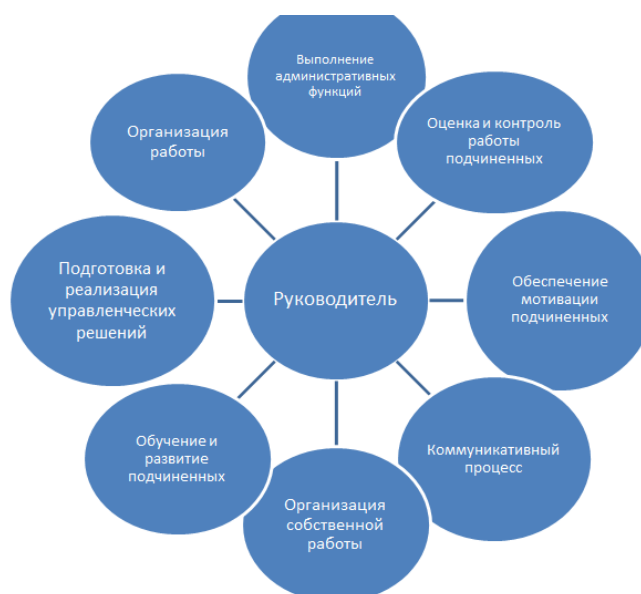 Выполнение
административных
функций
Оценка и контроль
работы
подчиненных
Организация
работы
Обеспечение
мотивации
подчиненных
Подготовка и
реализация
управленческих
решений
Руководитель
Коммуникативный
процесс
Обучение и
развитие
подчиненных
Организация
собственной
работы